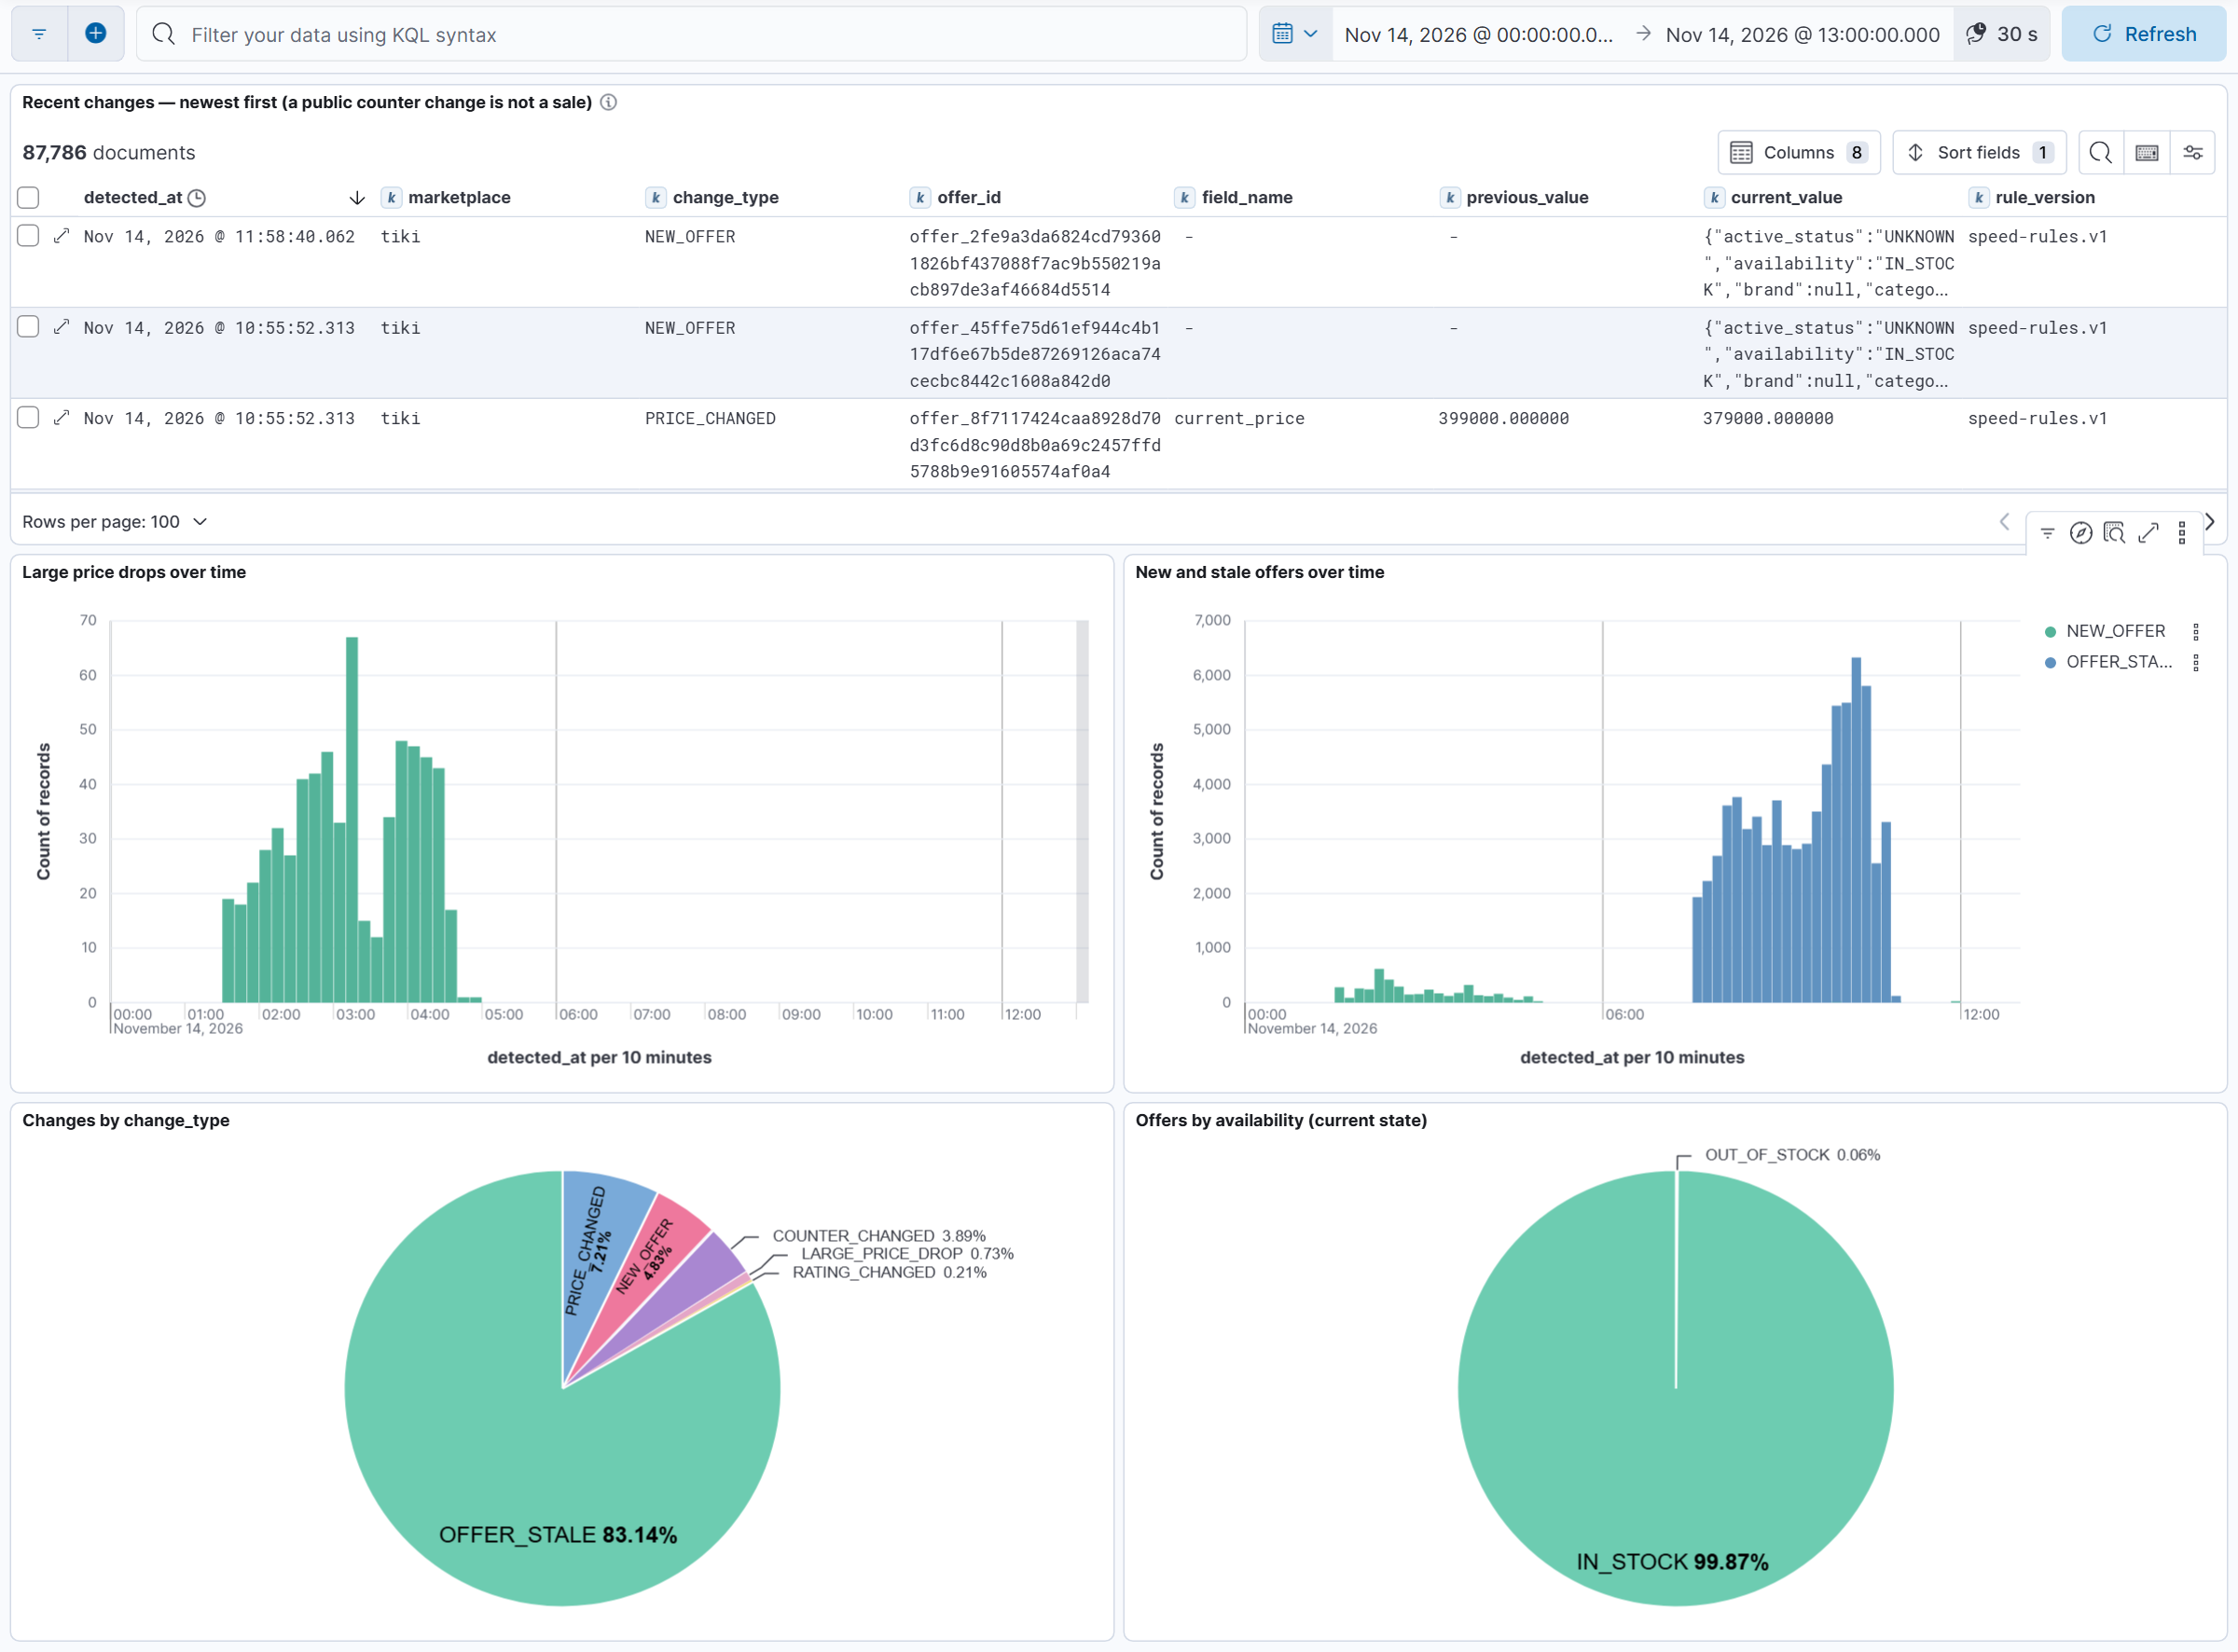 Filter your data using KQL syntax
Nov 14, 2026 @ 00:00:00.0... → Nov 14, 2026 @ 13:00:00.000
30 s
Refresh
Recent changes — newest first (a public counter change is not a sale)
87,786 documents
Columns 8
Sort fields 1
detected_at k marketplace k change_type k offer_id k field_name k previous_value k current_value k rule_version
Nov 14, 2026 @ 11:58:40.062 tiki NEW_OFFER offer_2fe9a3da6824cd79360 - - {"active_status":"UNKNOWN speed-rules.v1
1826bf437088f7ac9b550219a ","availability":"IN_STOC
cb897de3af46684d5514 K","brand":null,"catego...
Nov 14, 2026 @ 10:55:52.313 tiki NEW_OFFER offer_45ffe75d61ef944c4b1 - - {"active_status":"UNKNOWN speed-rules.v1
17df6e67b5de87269126aca74 ","availability":"IN_STOC
cecbc8442c1608a842d0 K","brand":null,"catego...
Nov 14, 2026 @ 10:55:52.313 tiki PRICE_CHANGED offer_8f7117424caa8928d70 current_price 399000.000000 379000.000000 speed-rules.v1
d3fc6d8c90d8b0a69c2457ffd
5788b9e91605574af0a4
Rows per page: 100
Large price drops over time
70
60
50
40
30
20
10
0
Count of records
00:00 01:00 02:00 03:00 04:00 05:00 06:00 07:00 08:00 09:00 10:00 11:00 12:00
November 14, 2026
detected_at per 10 minutes
New and stale offers over time
7,000
6,000
5,000
4,000
3,000
2,000
1,000
0
Count of records
00:00 06:00 12:00
November 14, 2026
detected_at per 10 minutes
NEW_OFFER
OFFER_STA...
Changes by change_type
PRICE_CHANGED
7.21%
NEW_OFFER
4.83%
COUNTER_CHANGED 3.89%
LARGE_PRICE_DROP 0.73%
RATING_CHANGED 0.21%
OFFER_STALE 83.14%
Offers by availability (current state)
OUT_OF_STOCK 0.06%
IN_STOCK 99.87%